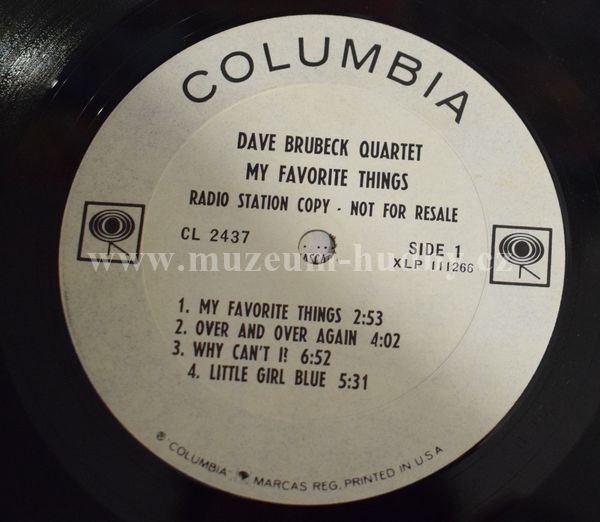 COLUMBIA
DAVE BRUBECK QUARTET
MY FAVORITE THINGS
RADIO STATION COPY - NOT FOR RESALE
CL 2437
SIDE 1
XLP 111266
www.muzeum-hudby.cz
1. MY FAVORITE THINGS 2:53
2. OVER AND OVER AGAIN 4:02
3. WHY CAN'T I? 6:52
4. LITTLE GIRL BLUE 5:31
℗ "COLUMBIA" MARCAS REG. PRINTED IN U.S.A